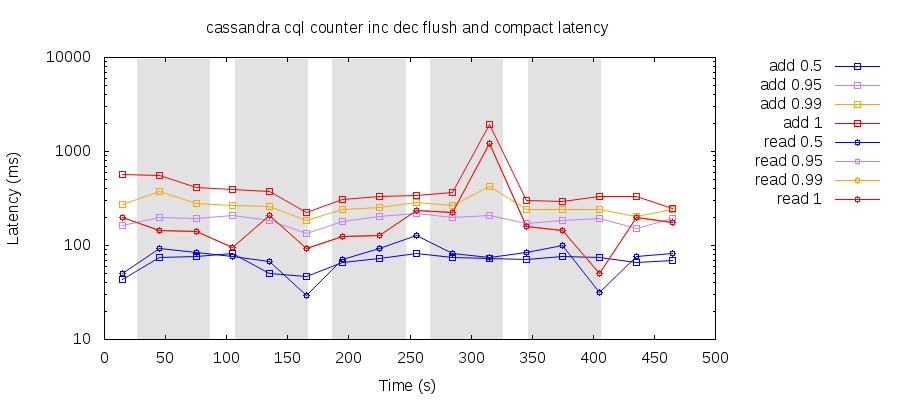 cassandra cql counter inc dec flush and compact latency
10000
1000
100
10
Latency (ms)
0 50 100 150 200 250 300 350 400 450 500
Time (s)
add 0.5
add 0.95
add 0.99
add 1
read 0.5
read 0.95
read 0.99
read 1